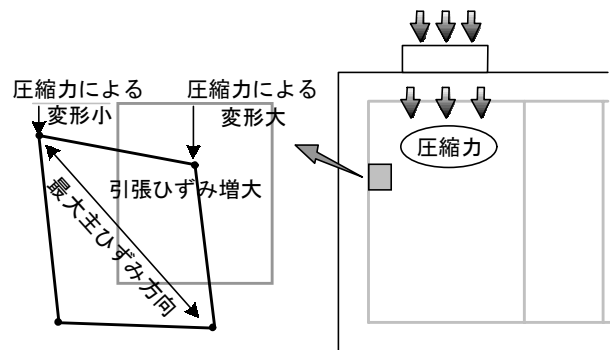 圧縮力による
変形小
圧縮力による
変形大
引張ひずみ増大
最大主ひずみ方向
圧縮力